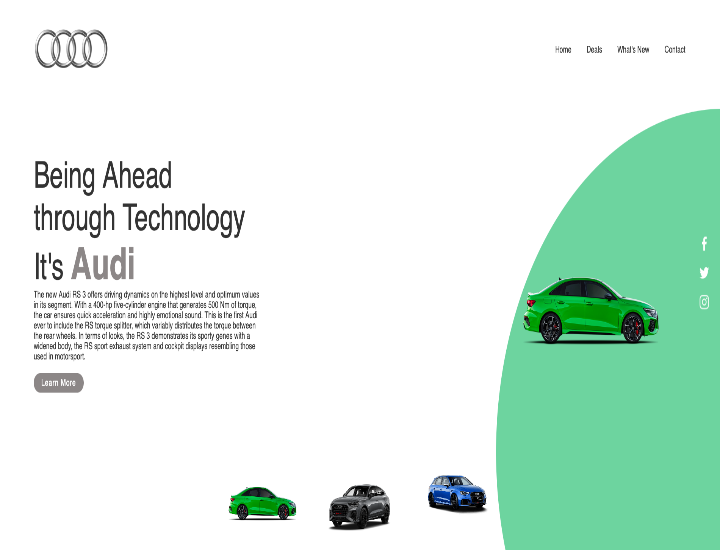 Home Deals What's New Contact
Being Ahead
through Technology
It's Audi
The new Audi RS 3 offers driving dynamics on the highest level and optimum values
in its segment. With a 400-hp five-cylinder engine that generates 500 Nm of torque,
the car ensures quick acceleration and highly emotional sound. This is the first Audi
ever to include the RS torque splitter, which variably distributes the torque between
the rear wheels. In terms of looks, the RS 3 demonstrates its sporty genes with a
widened body, the RS sport exhaust system and cockpit displays resembling those
used in motorsport.
Learn More